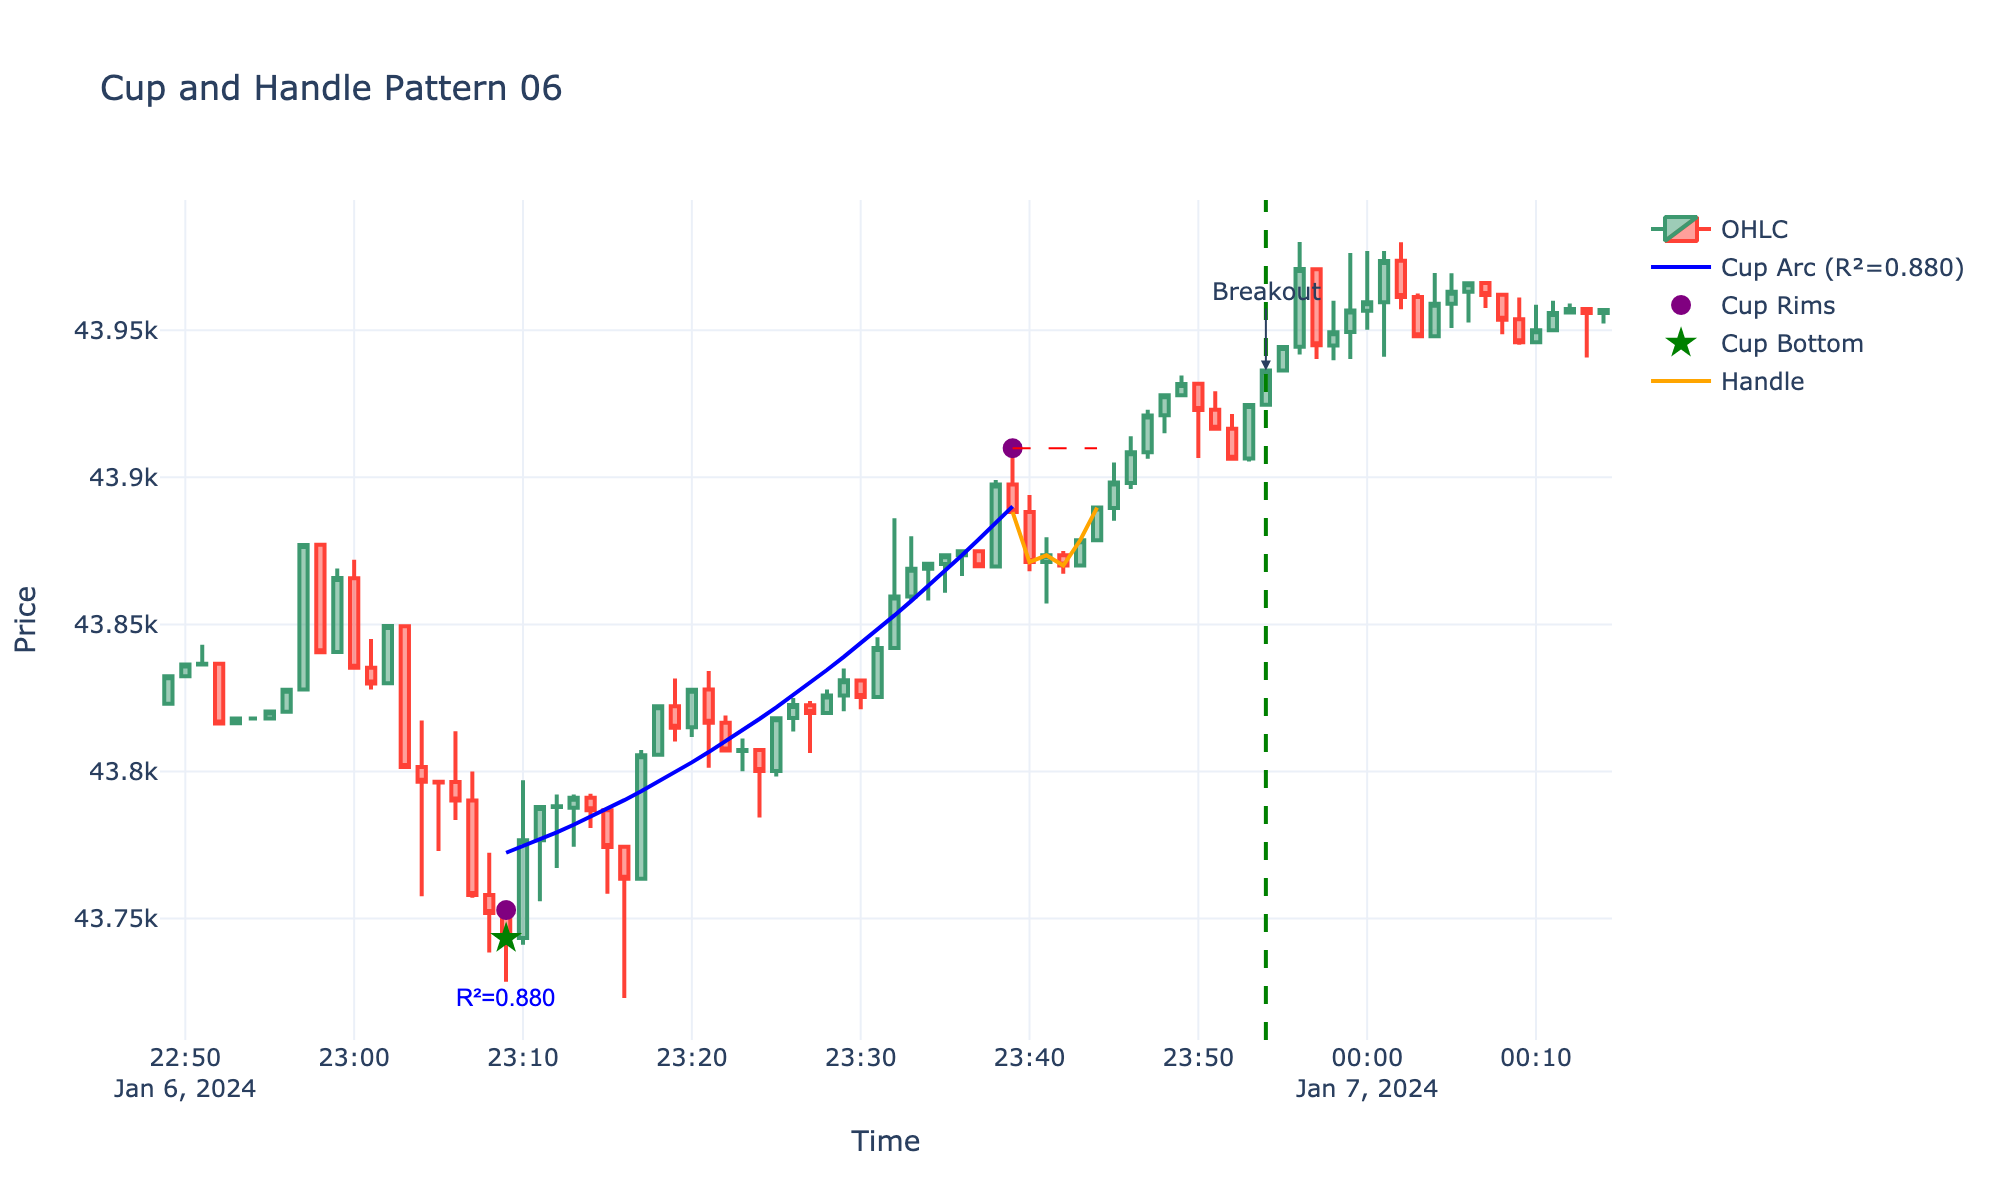 Cup and Handle Pattern 06
OHLC
Cup Arc (R²=0.880)
Cup Rims
Cup Bottom
Handle
Breakout
43.95k
43.9k
43.85k
43.8k
43.75k
Price
R²=0.880
22:50
23:00
23:10
23:20
23:30
23:40
23:50
00:00
00:10
Jan 6, 2024
Jan 7, 2024
Time